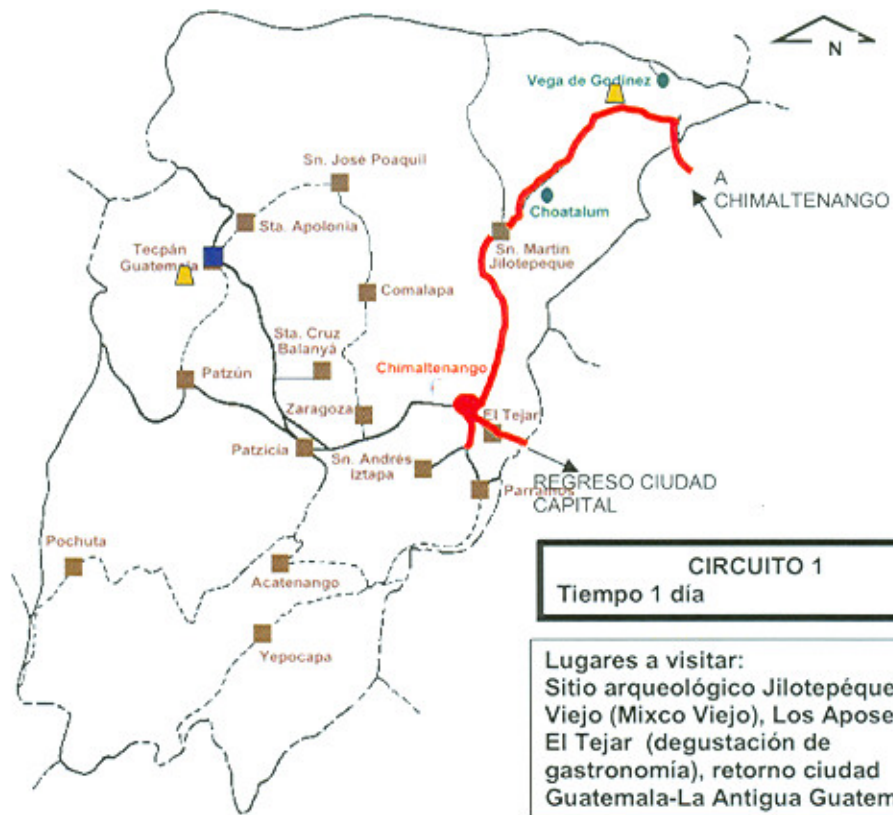 N
Vega de Godinez
Sn. José Poaquil
A
CHIMALTENANGO
Choatalum
Sta. Apolonia
Sn. Martin
Jilotepeque
Tecpán
Guatemala
Comalapa
Sta. Cruz
Balanyá
Chimaltenango
Patzún
Zaragoza
El Tejar
Patzicía
Sn. Andrés
Iztapa
REGRESO CIUDAD
CAPITAL
Parramos
Pochuta
CIRCUITO 1
Tiempo 1 día
Acatenango
Yepocapa
Lugares a visitar:
Sitio arqueológico Jilotepéque
Viejo (Mixco Viejo), Los Apose
El Tejar (degustación de
gastronomía), retorno ciudad
Guatemala-La Antigua Guatem